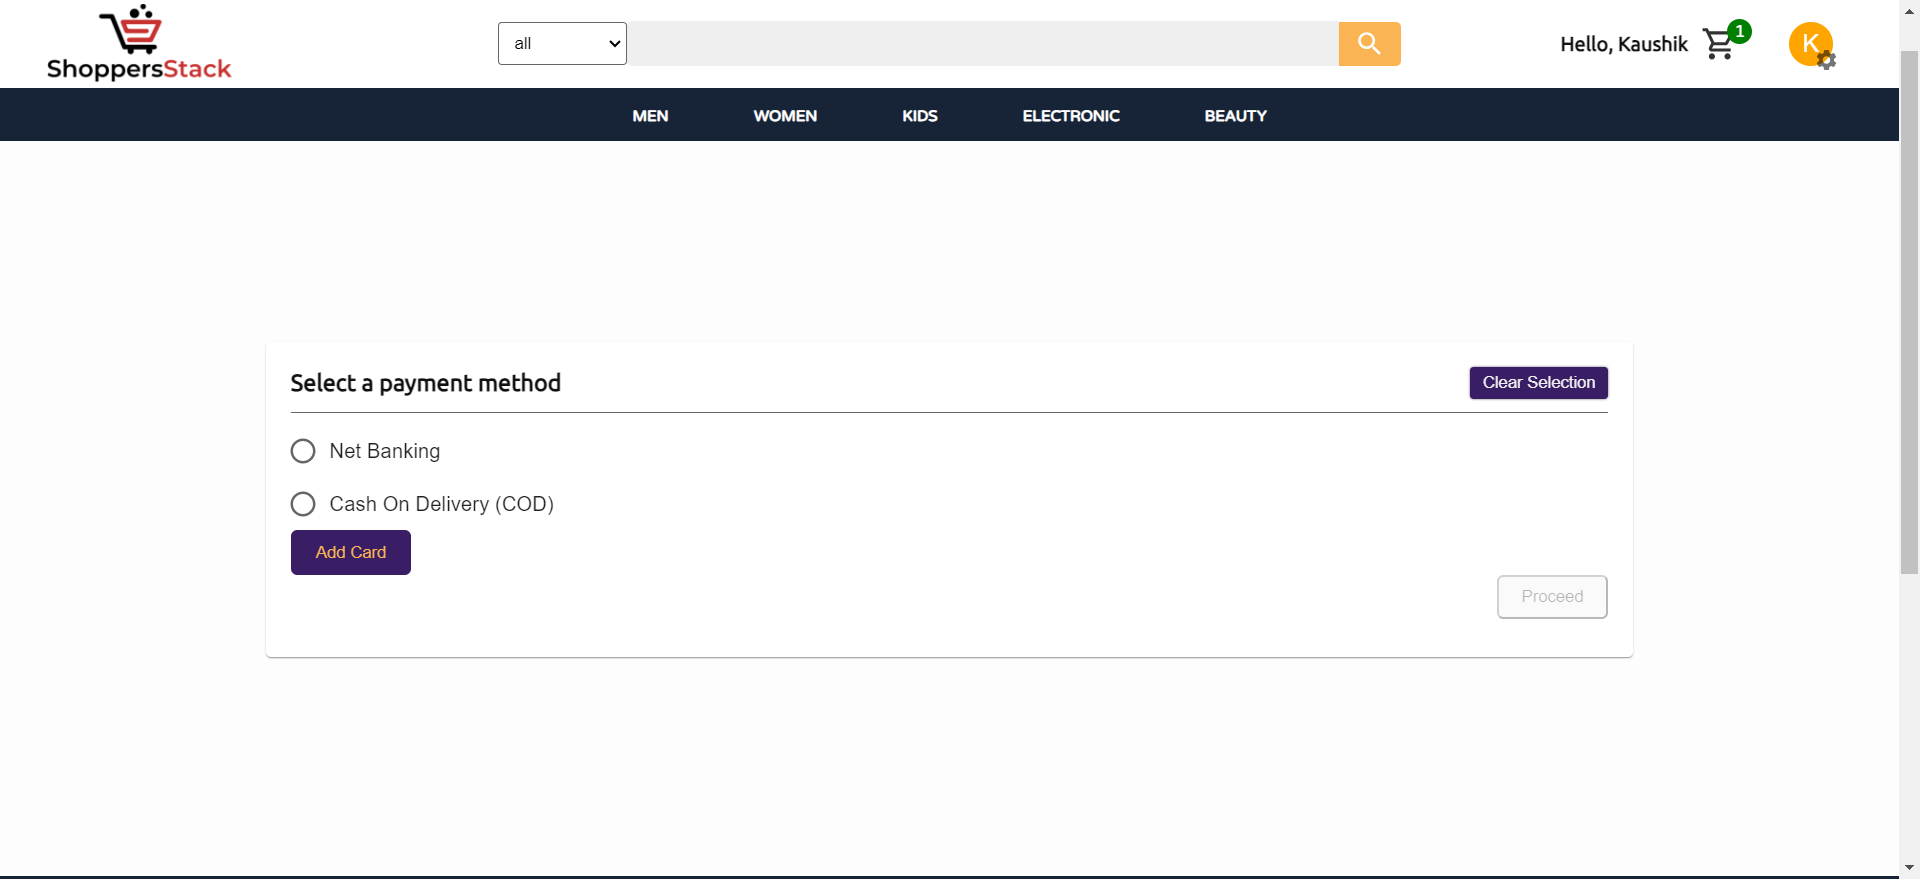 ShoppersStack
all
Hello, Kaushik
1
K
MEN WOMEN KIDS ELECTRONIC BEAUTY
Select a payment method
Clear Selection
Net Banking
Cash On Delivery (COD)
Add Card
Proceed